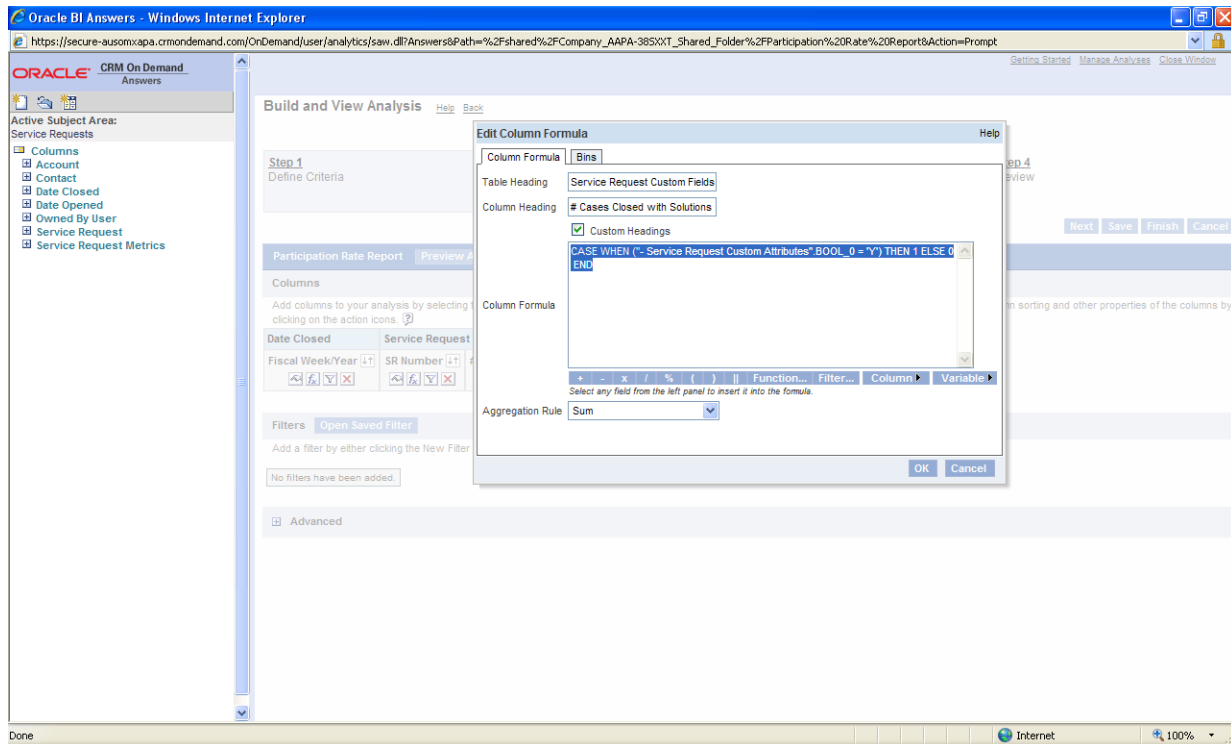 Oracle BI Answers - Windows Internet Explorer
https://secure-ausomxapa.crmondemand.com/OnDemand/user/analytics/saw.dll?Answers&Path=%2Fshared%2FCompany_AAPA-385XXT_Shared_Folder%2FParticipation%20Rate%20Report&Action=Prompt
ORACLE CRM On Demand
Answers
Getting Started Manage Analyses Close Window
Active Subject Area:
Service Requests
Columns
Account
Contact
Date Closed
Date Opened
Owned By User
Service Request
Service Request Metrics
Build and View Analysis Help Back
Step 1
Define Criteria
Next Save Finish Cancel
Participation Rate Report Preview
Columns
Add columns to your analysis by selecting
clicking on the action icons.
sorting and other properties of the columns by
Date Closed Service Request
Fiscal Week/Year SR Number
Filters Open Saved Filter
Add a filter by either clicking the New Filter
No filters have been added.
Advanced
Edit Column Formula Help
Column Formula Bins
Table Heading Service Request Custom Fields
Column Heading # Cases Closed with Solutions
Custom Headings
Column Formula
CASE WHEN ("- Service Request Custom Attributes".BOOL_0 = 'Y') THEN 1 ELSE 0
END
+ - x / % ( ) || Function... Filter... Column Variable
Select any field from the left panel to insert it into the formula.
Aggregation Rule Sum
OK Cancel
Done Internet 100%